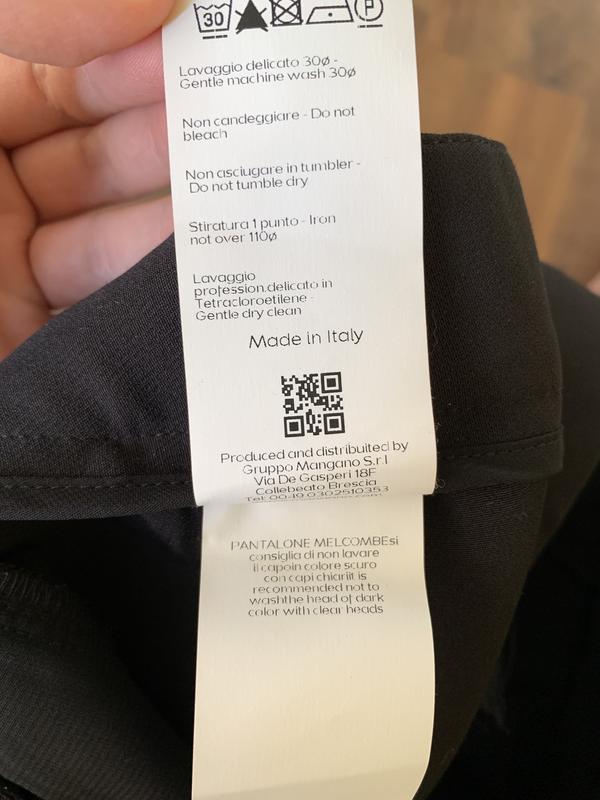 30
P
Lavaggio delicato 30ø -
Gentle machine wash 30ø
Non candeggiare - Do not
bleach
Non asciugare in tumbler -
Do not tumble dry
Stiratura 1 punto - Iron
not over 110ø
Lavaggio
profession.delicato in
Tetracloroetilene -
Gentle dry clean
Made in Italy
Produced and distribuited by
Gruppo Mangano S.r.l
Via De Gasperi 18F
Collebeato Brescia
Tel: 0049 0302510353
PANTALONE MELCOMBEsi
consiglia di non lavare
il capoin colore scuro
con capi chiariIt is
recommended not to
washthe head of dark
color with clear heads